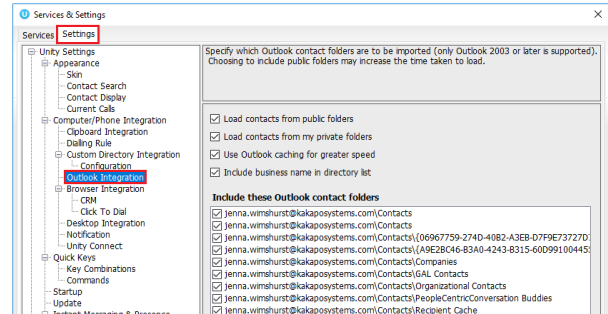 Services & Settings
Services
Settings
Unity Settings
Appearance
Skin
Contact Search
Contact Display
Current Calls
Computer/Phone Integration
Clipboard Integration
Dialling Rule
Custom Directory Integration
Configuration
Outlook Integration
Browser Integration
CRM
Click To Dial
Desktop Integration
Notification
Unity Connect
Quick Keys
Key Combinations
Commands
Startup
Update
Instant Messaging & Presence
Specify which Outlook contact folders are to be imported (only Outlook 2003 or later is supported).
Choosing to include public folders may increase the time taken to load.
Load contacts from public folders
Load contacts from my private folders
Use Outlook caching for greater speed
Include business name in directory list
Include these Outlook contact folders
jenna.wimshurst@kakaposystems.com\Contacts
jenna.wimshurst@kakaposystems.com\Contacts
jenna.wimshurst@kakaposystems.com\Contacts\{06967759-274D-40B2-A3EB-D7F9E73727D
jenna.wimshurst@kakaposystems.com\Contacts\{A9E2BC46-B3A0-4243-B315-60D991004455
jenna.wimshurst@kakaposystems.com\Contacts\Companies
jenna.wimshurst@kakaposystems.com\Contacts\GAL Contacts
jenna.wimshurst@kakaposystems.com\Contacts\Organizational Contacts
jenna.wimshurst@kakaposystems.com\Contacts\PeopleCentricConversation Buddies
jenna.wimshurst@kakaposystems.com\Contacts\Recipient Cache